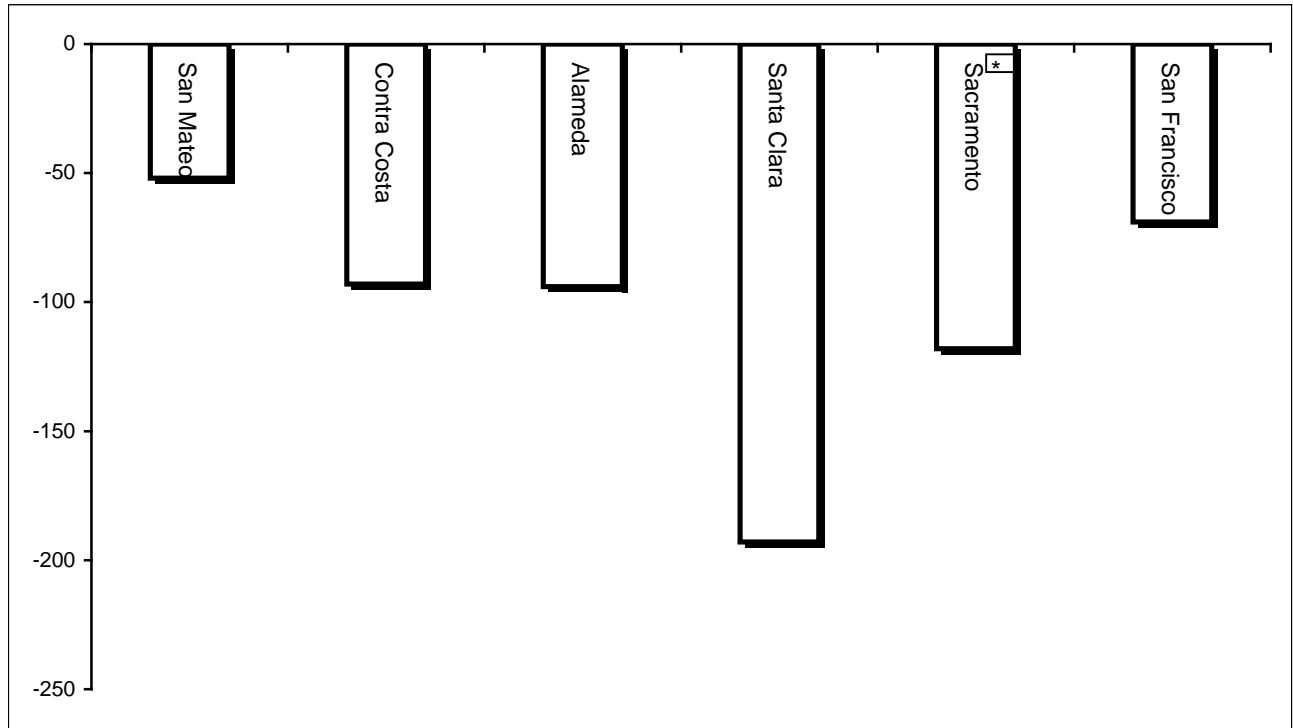 0
-50
-100
-150
-200
-250
San Mateo
Contra Costa
Alameda
Santa Clara
Sacramento
*
San Francisco